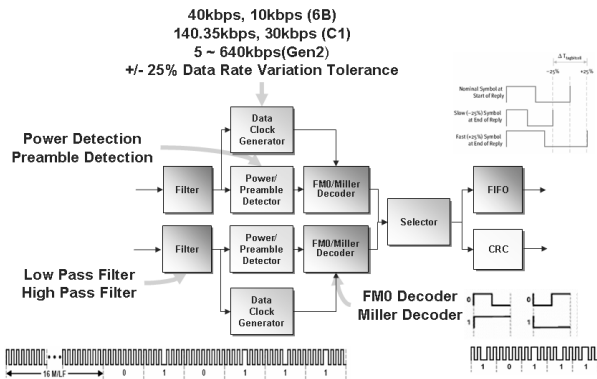 40kbps, 10kbps (6B)
140.35kbps, 30kbps (C1)
5 ~ 640kbps(Gen2)
+/- 25% Data Rate Variation Tolerance
-25%
+25%
Nominal Symbol at
Start of Reply
Slow (-25%) Symbol
at End of Reply
Fast (+25%) Symbol
at End of Reply
Power Detection
Preamble Detection
Data
Clock
Generator
Filter
Power/
Preamble
Detector
FM0/Miller
Decoder
Selector
FIFO
Filter
Power/
Preamble
Detector
FM0/Miller
Decoder
CRC
Low Pass Filter
High Pass Filter
Data
Clock
Generator
FM0 Decoder
Miller Decoder
0
1
0
1
16 M/LF
0 1 0 1 1 1 1
1 0 1 1 1